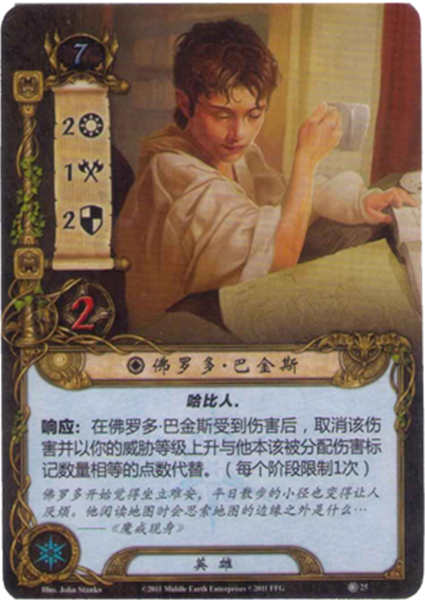 7
2
1
2
2
佛罗多·巴金斯
哈比人.
响应：在佛罗多·巴金斯受到伤害后，取消该伤
害并以你的威胁等级上升与他本该被分配伤害标
记数量相等的点数代替。（每个阶段限制1次）
佛罗多开始觉得坐立难安，平日散步的小径也变得让人
厌烦。他阅读地图时会思索地图的边缘之外是什么…
——《魔戒现身》
英雄
Illus. John Stanko
©2011 Middle Earth Enterprises ©2011 FFG
25